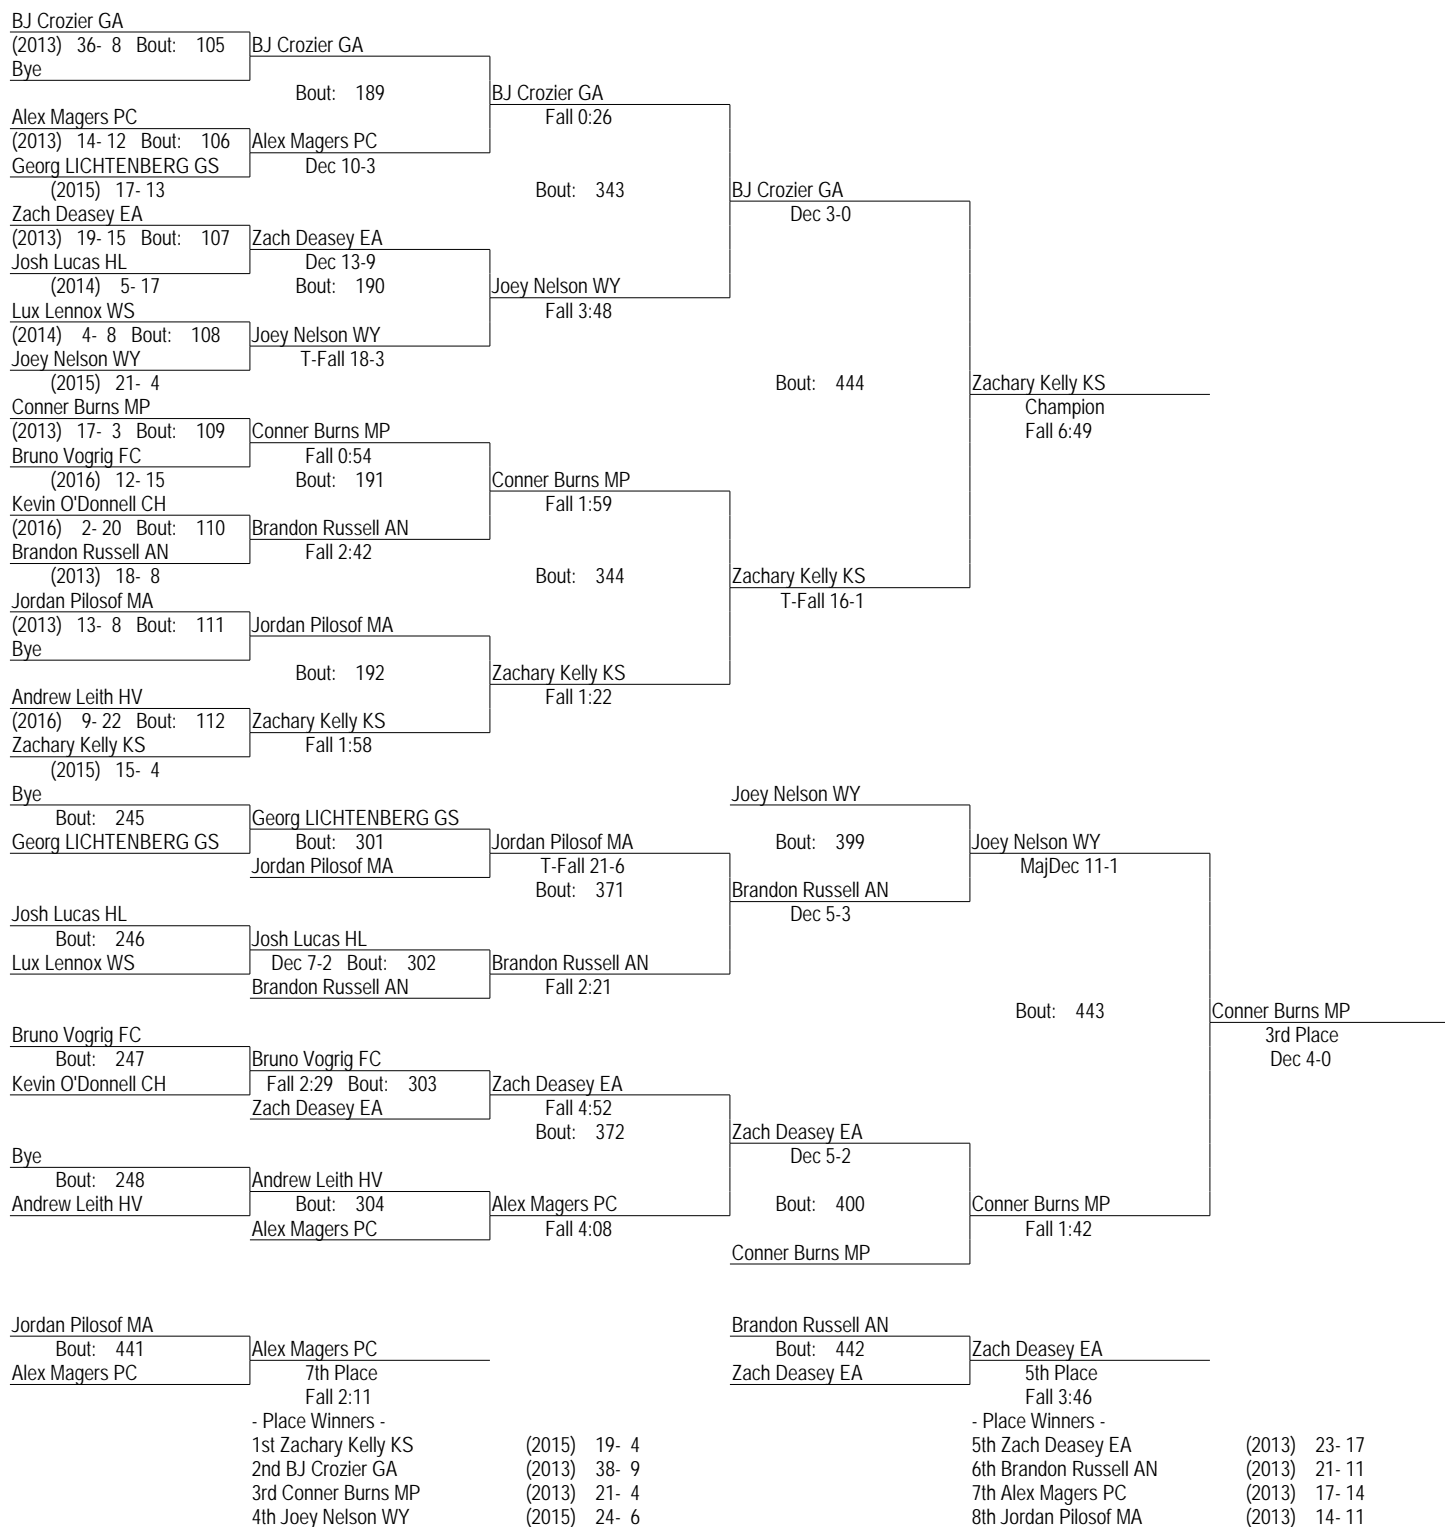 BJ Crozier GA
(2013) 36- 8 Bout: 105 BJ Crozier GA
Bye
Bout: 189 BJ Crozier GA
Alex Magers PC Fall 0:26
(2013) 14- 12 Bout: 106 Alex Magers PC
Georg LICHTENBERG GS Dec 10-3
(2015) 17- 13 Bout: 343 BJ Crozier GA
Zach Deasey EA Dec 3-0
(2013) 19- 15 Bout: 107 Zach Deasey EA
Josh Lucas HL Dec 13-9
(2014) 5- 17 Bout: 190 Joey Nelson WY
Lux Lennox WS Fall 3:48
(2014) 4- 8 Bout: 108 Joey Nelson WY
Joey Nelson WY T-Fall 18-3
(2015) 21- 4 Bout: 444 Zachary Kelly KS
Conner Burns MP Champion
(2013) 17- 3 Bout: 109 Conner Burns MP Fall 6:49
Bruno Vogrig FC Fall 0:54
(2016) 12- 15 Bout: 191 Conner Burns MP
Kevin O'Donnell CH Fall 1:59
(2016) 2- 20 Bout: 110 Brandon Russell AN
Brandon Russell AN Fall 2:42
(2013) 18- 8 Bout: 344 Zachary Kelly KS
Jordan Pilosof MA T-Fall 16-1
(2013) 13- 8 Bout: 111 Jordan Pilosof MA
Bye
Bout: 192 Zachary Kelly KS
Andrew Leith HV Fall 1:22
(2016) 9- 22 Bout: 112 Zachary Kelly KS
Zachary Kelly KS Fall 1:58
(2015) 15- 4
Bye Joey Nelson WY
Bout: 245 Georg LICHTENBERG GS
Georg LICHTENBERG GS Bout: 301 Jordan Pilosof MA Bout: 399 Joey Nelson WY
Jordan Pilosof MA T-Fall 21-6 MajDec 11-1
Bout: 371 Brandon Russell AN
Josh Lucas HL Dec 5-3
Bout: 246 Josh Lucas HL
Lux Lennox WS Dec 7-2 Bout: 302 Brandon Russell AN
Brandon Russell AN Fall 2:21
Bout: 443 Conner Burns MP
Bruno Vogrig FC 3rd Place
Bout: 247 Bruno Vogrig FC Dec 4-0
Kevin O'Donnell CH Fall 2:29 Bout: 303 Zach Deasey EA
Zach Deasey EA Fall 4:52
Bout: 372 Zach Deasey EA
Bye Dec 5-2
Bout: 248 Andrew Leith HV
Andrew Leith HV Bout: 304 Alex Magers PC Bout: 400 Conner Burns MP
Alex Magers PC Fall 4:08 Fall 1:42
Conner Burns MP
Jordan Pilosof MA Brandon Russell AN
Bout: 441 Alex Magers PC Bout: 442 Zach Deasey EA
Alex Magers PC 7th Place Zach Deasey EA 5th Place
Fall 2:11 Fall 3:46
- Place Winners - - Place Winners -
1st Zachary Kelly KS (2015) 19- 4 5th Zach Deasey EA (2013) 23- 17
2nd BJ Crozier GA (2013) 38- 9 6th Brandon Russell AN (2013) 21- 11
3rd Conner Burns MP (2013) 21- 4 7th Alex Magers PC (2013) 17- 14
4th Joey Nelson WY (2015) 24- 6 8th Jordan Pilosof MA (2013) 14- 11